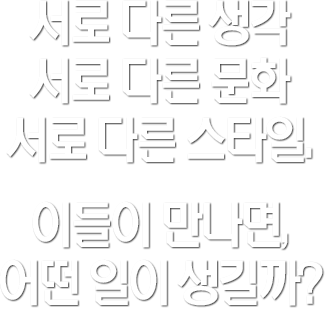 서로 다른 생각
서로 다른 문화
서로 다른 스타일.
이들이 만나면,
어떤 일이 생길까?